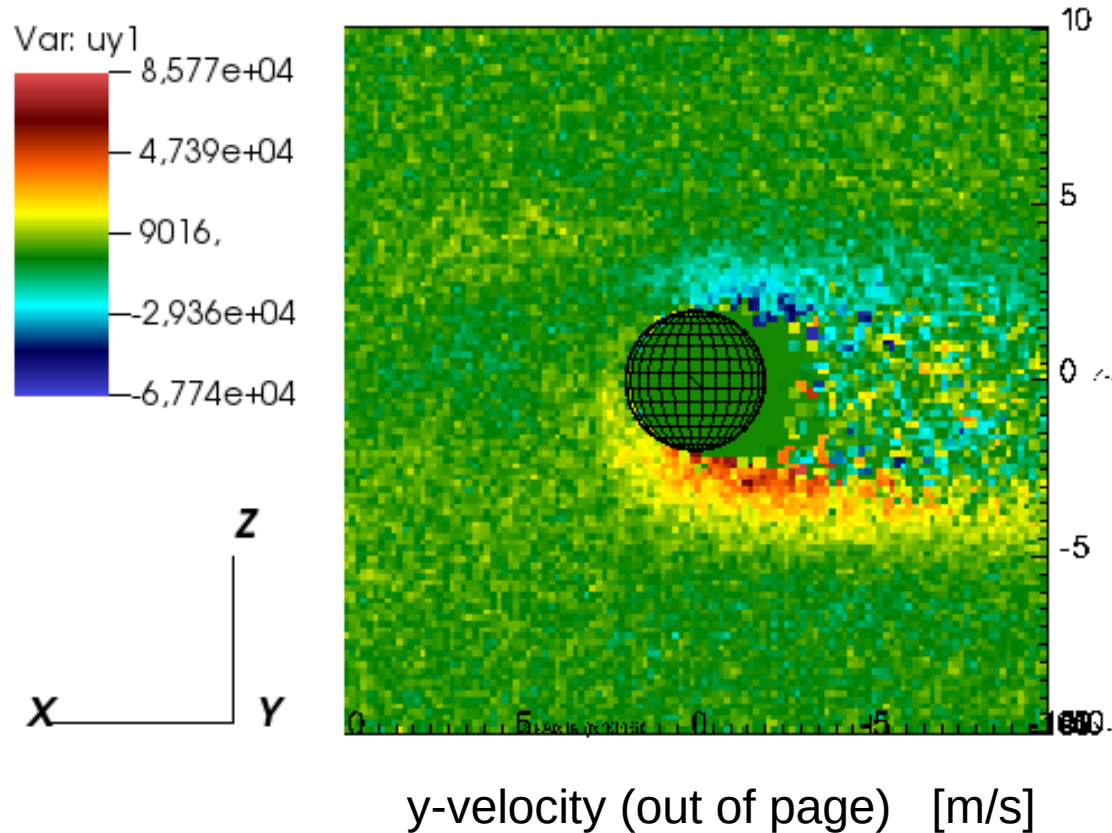 Var: uy1
8,577e+04
4,739e+04
9016,
-2,936e+04
-6,774e+04
10
5
0
-5
Z
X
Y
0
5
0
-5
y-velocity (out of page) [m/s]